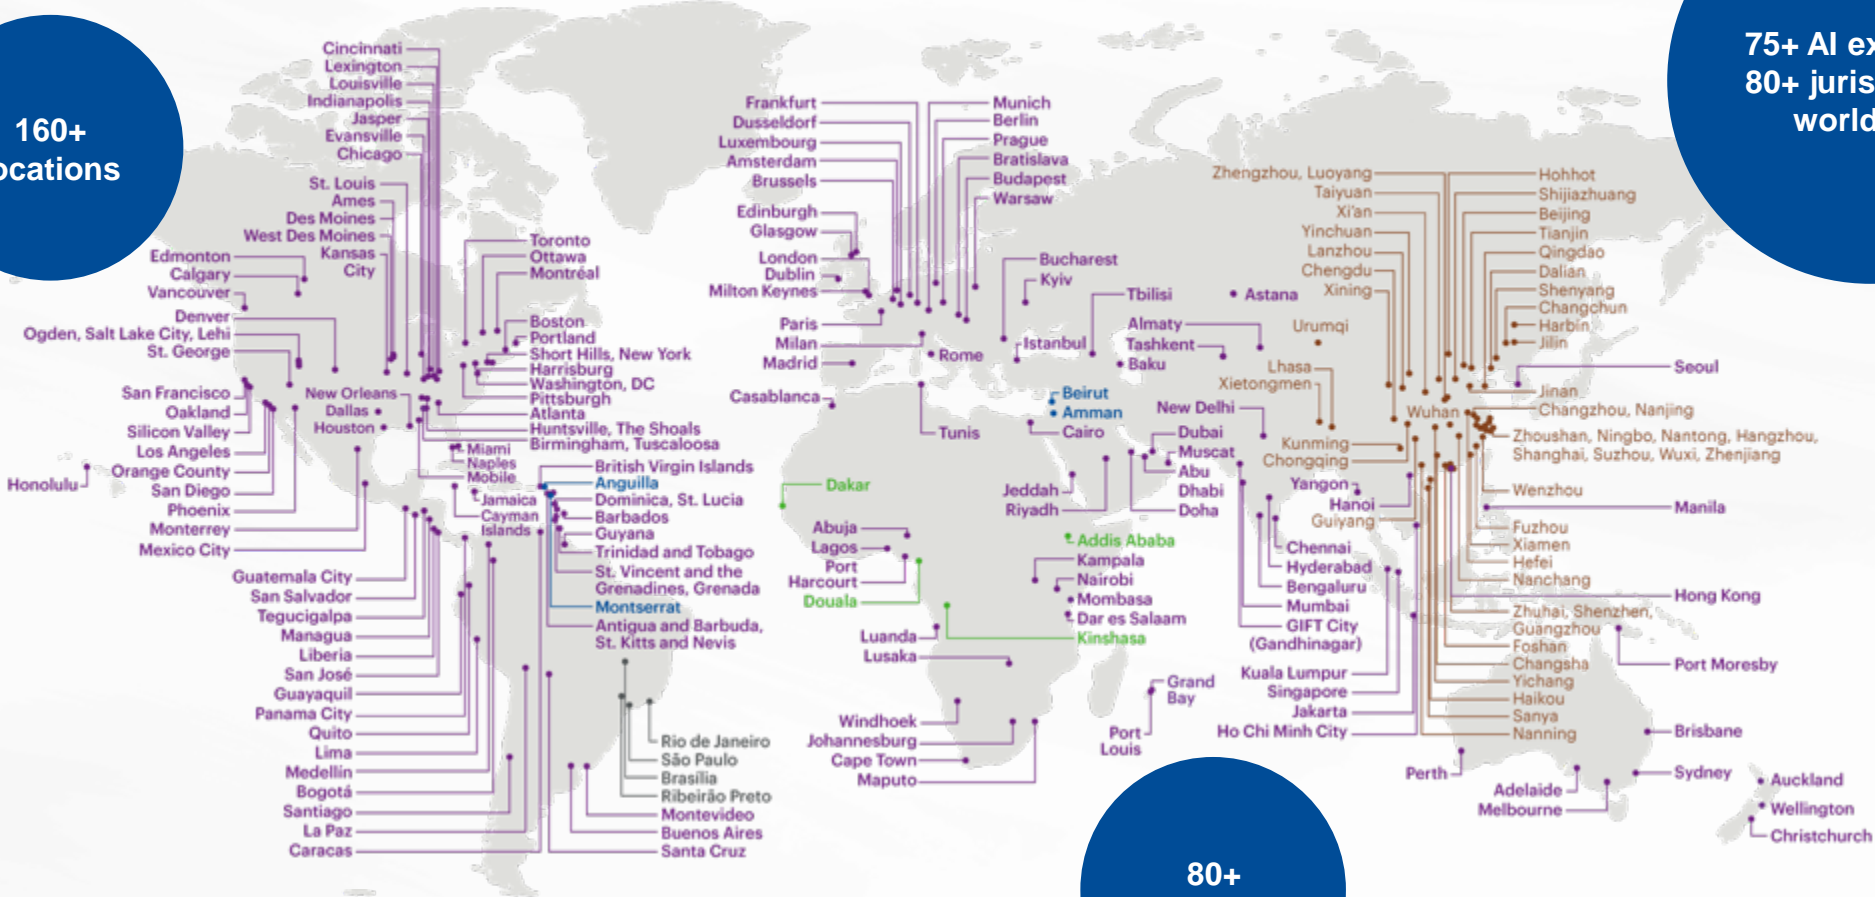 160+
ocations
75+ AI ex
80+ juris
world
80+
Cincinnati
Lexington
Louisville
Indianapolis
Jasper
Evansville
Chicago
St. Louis
Ames
Des Moines
West Des Moines
Kansas
City
Edmonton
Calgary
Vancouver
Denver
Ogden, Salt Lake City, Lehi
St. George
San Francisco
Oakland
Silicon Valley
Los Angeles
Orange County
Honolulu
San Diego
Phoenix
Monterrey
Mexico City
New Orleans
Dallas
Houston
Toronto
Ottawa
Montréal
Boston
Portland
Short Hills, New York
Harrisburg
Washington, DC
Pittsburgh
Atlanta
Huntsville, The Shoals
Birmingham, Tuscaloosa
Miami
Naples
Mobile
Jamaica
Cayman
Islands
British Virgin Islands
Anguilla
Dominica, St. Lucia
Barbados
Guyana
Trinidad and Tobago
St. Vincent and the
Grenadines, Grenada
Montserrat
Antigua and Barbuda,
St. Kitts and Nevis
Guatemala City
San Salvador
Tegucigalpa
Managua
Liberia
San José
Guayaquil
Panama City
Quito
Lima
Medellín
Bogotá
Santiago
La Paz
Caracas
Rio de Janeiro
São Paulo
Brasília
Ribeirão Preto
Montevideo
Buenos Aires
Santa Cruz
Frankfurt
Dusseldorf
Luxembourg
Amsterdam
Brussels
Edinburgh
Glasgow
London
Dublin
Milton Keynes
Paris
Milan
Madrid
Casablanca
Munich
Berlin
Prague
Bratislava
Budapest
Warsaw
Bucharest
Kyiv
Tbilisi
Istanbul
Rome
Tunis
Beirut
Amman
Cairo
Astana
Almaty
Tashkent
Baku
New Delhi
Dubai
Muscat
Abu
Dhabi
Doha
Jeddah
Riyadh
Dakar
Abuja
Lagos
Port
Harcourt
Douala
Luanda
Lusaka
Windhoek
Johannesburg
Cape Town
Maputo
Addis Ababa
Kampala
Nairobi
Mombasa
Dar es Salaam
Kinshasa
Grand
Bay
Port
Louis
Zhengzhou, Luoyang
Taiyuan
Xi'an
Yinchuan
Lanzhou
Chengdu
Xining
Urumqi
Lhasa
Xietongmen
Wuhan
Kunming
Chongqing
Yangon
Hanoi
Guiyang
Chennai
Hyderabad
Bengaluru
Mumbai
GIFT City
(Gandhinagar)
Kuala Lumpur
Singapore
Jakarta
Ho Chi Minh City
Hohhot
Shijiazhuang
Beijing
Tianjin
Qingdao
Dalian
Shenyang
Changchun
Harbin
Jilin
Seoul
Jinan
Changzhou, Nanjing
Zhoushan, Ningbo, Nantong, Hangzhou,
Shanghai, Suzhou, Wuxi, Zhenjiang
Wenzhou
Manila
Fuzhou
Xiamen
Hefei
Nanchang
Hong Kong
Zhuhai, Shenzhen,
Guangzhou
Foshan
Changsha
Yichang
Haikou
Sanya
Nanning
Port Moresby
Brisbane
Perth
Sydney
Adelaide
Melbourne
Auckland
Wellington
Christchurch